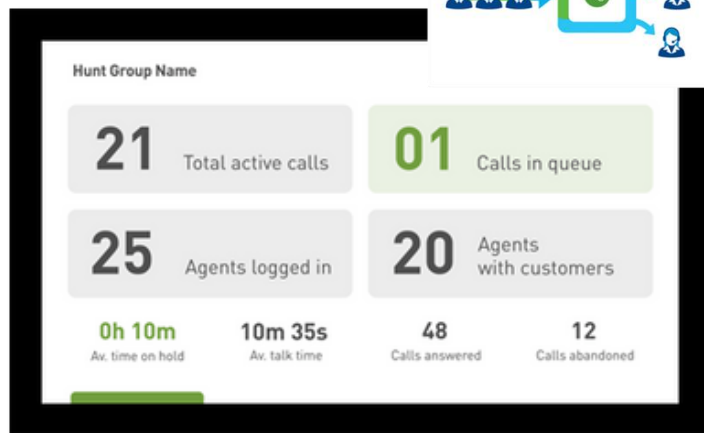 Hunt Group Name
21 Total active calls
01 Calls in queue
25 Agents logged in
20 Agents
with customers
0h 10m
Av. time on hold
10m 35s
Av. talk time
48
Calls answered
12
Calls abandoned